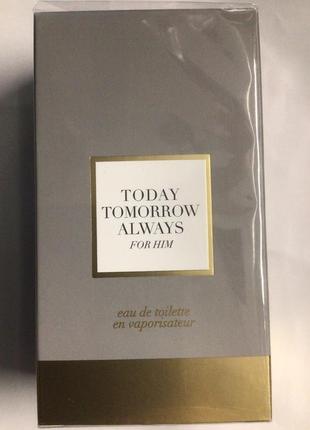 TODAY
TOMORROW
ALWAYS
FOR HIM
eau de toilette
en vaporisateur